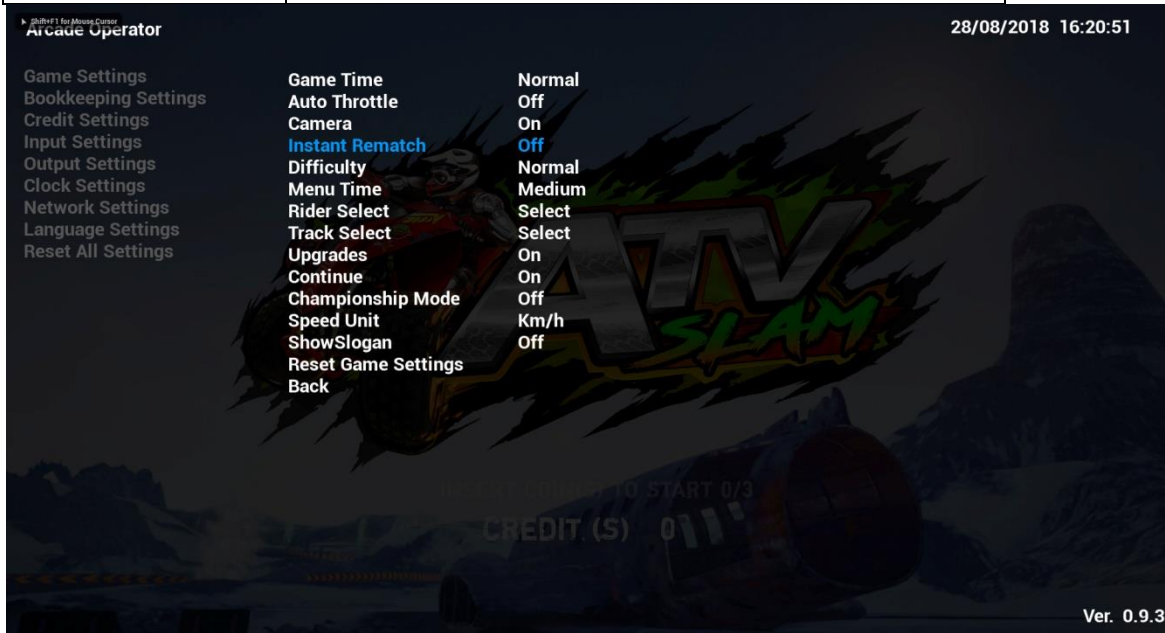 Shift+F1 for Mouse Cursor
Arcade Operator
28/08/2018 16:20:51
Game Settings
Bookkeeping Settings
Credit Settings
Input Settings
Output Settings
Clock Settings
Network Settings
Language Settings
Reset All Settings
Game Time Normal
Auto Throttle Off
Camera On
Instant Rematch Off
Difficulty Normal
Menu Time Medium
Rider Select Select
Track Select Select
Upgrades On
Continue On
Championship Mode Off
Speed Unit Km/h
ShowSlogan Off
Reset Game Settings
Back
ATV
SLAM
TO START 0/3
CREDIT (S) 0
Ver. 0.9.3